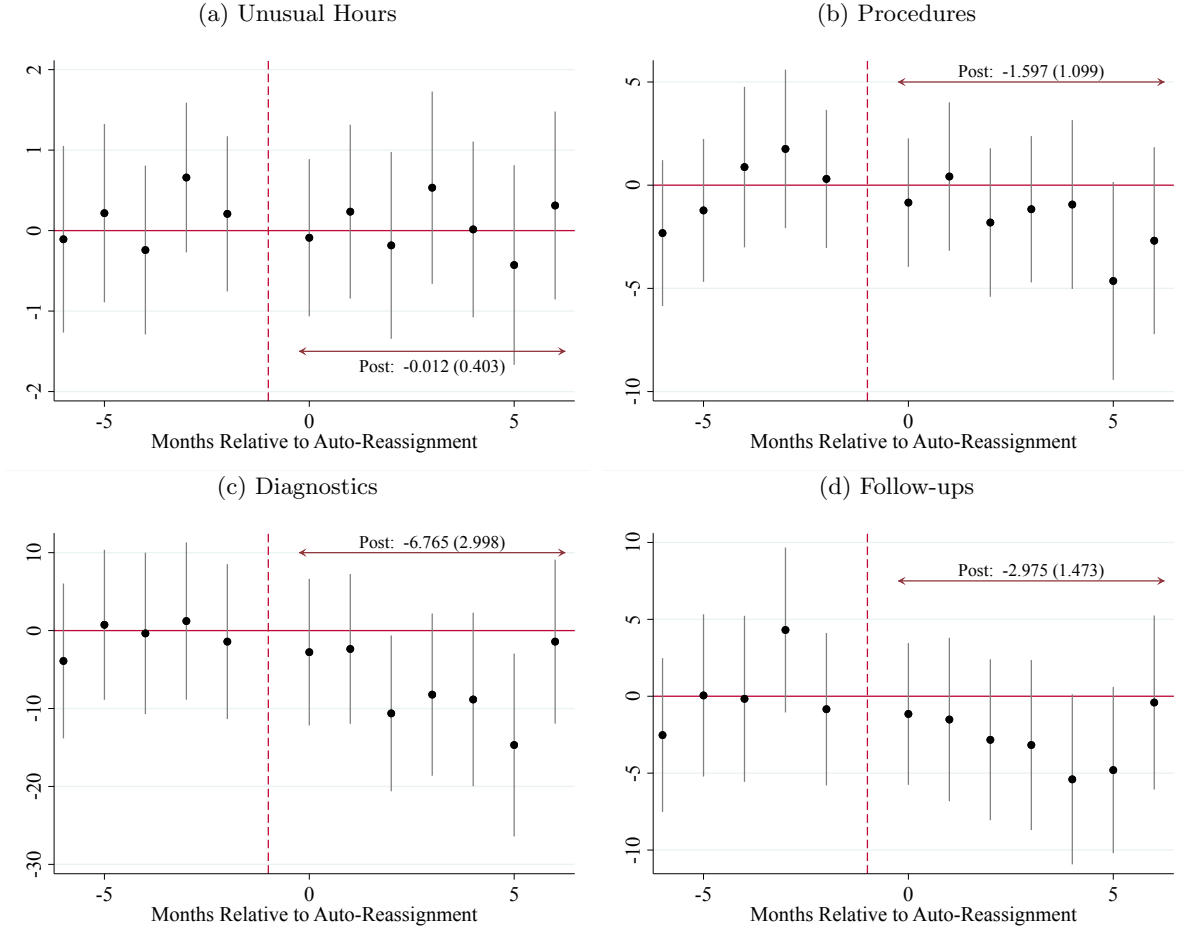 (a) Unusual Hours
2
1
0
-1
-2
Post: -0.012 (0.403)
-5 0 5
Months Relative to Auto-Reassignment
(b) Procedures
5
0
-5
-10
Post: -1.597 (1.099)
-5 0 5
Months Relative to Auto-Reassignment
(c) Diagnostics
10
0
-10
-20
-30
Post: -6.765 (2.998)
-5 0 5
Months Relative to Auto-Reassignment
(d) Follow-ups
10
5
0
-5
-10
Post: -2.975 (1.473)
-5 0 5
Months Relative to Auto-Reassignment